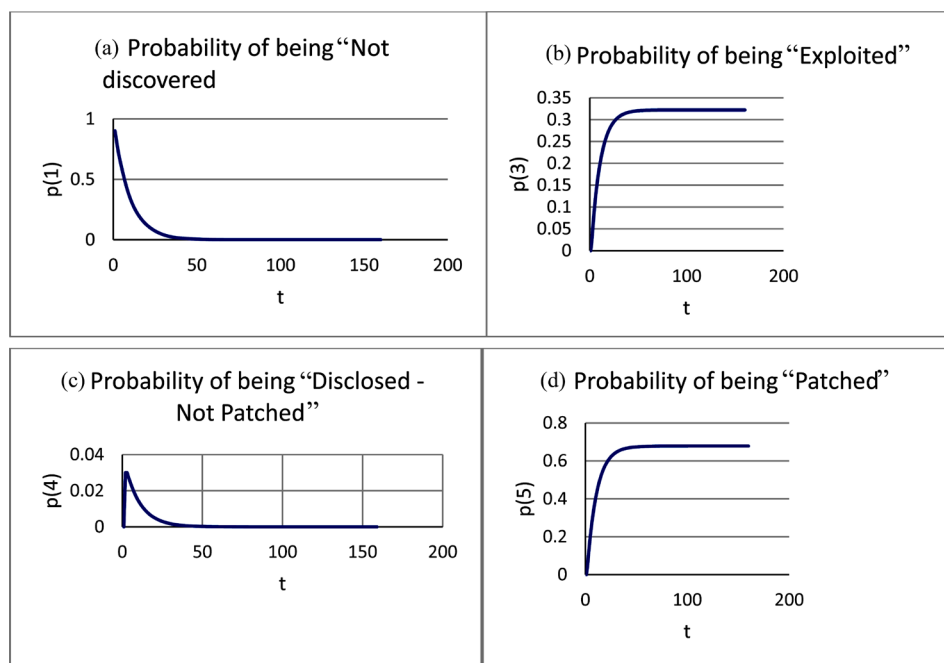 (a) Probability of being “Not
discovered
1
0.5
0
p(1)
0 50 100 150 200
t
(b) Probability of being “Exploited”
0.35
0.3
0.25
0.2
0.15
0.1
0.05
0
p(3)
0 100 200
t
(c) Probability of being “Disclosed -
Not Patched”
0.04
0.02
0
p(4)
0 50 100 150 200
t
(d) Probability of being “Patched”
0.8
0.6
0.4
0.2
0
p(5)
0 100 200
t